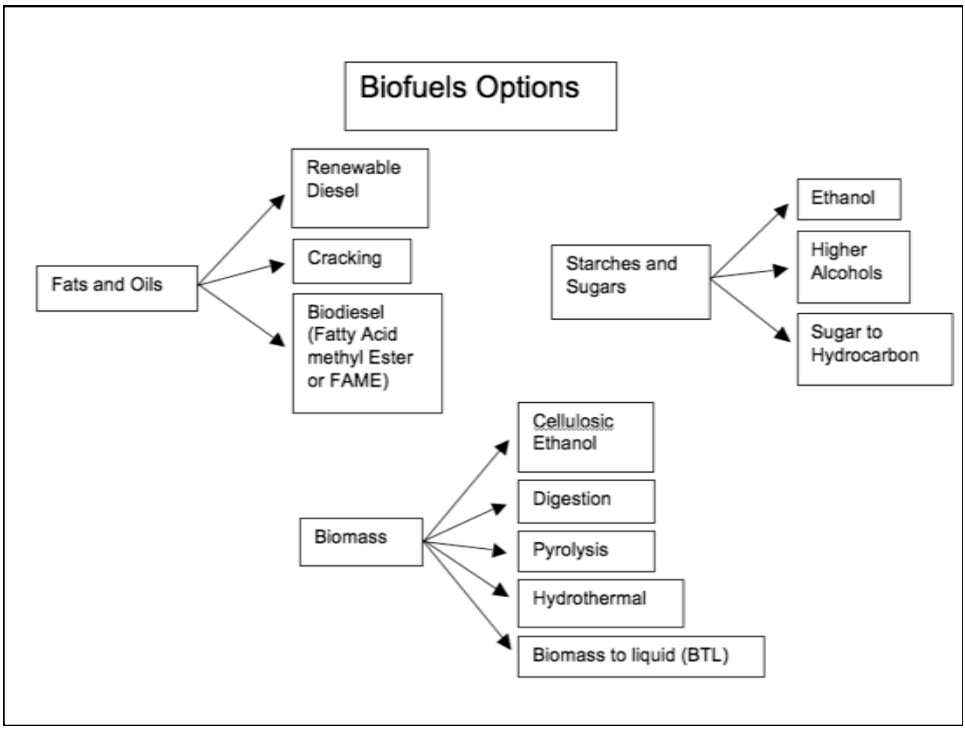 Biofuels Options
Renewable
Diesel
Cracking
Fats and Oils
Biodiesel
(Fatty Acid
methyl Ester
or FAME)
Ethanol
Higher
Alcohols
Starches and
Sugars
Sugar to
Hydrocarbon
Cellulosic
Ethanol
Digestion
Biomass
Pyrolysis
Hydrothermal
Biomass to liquid (BTL)